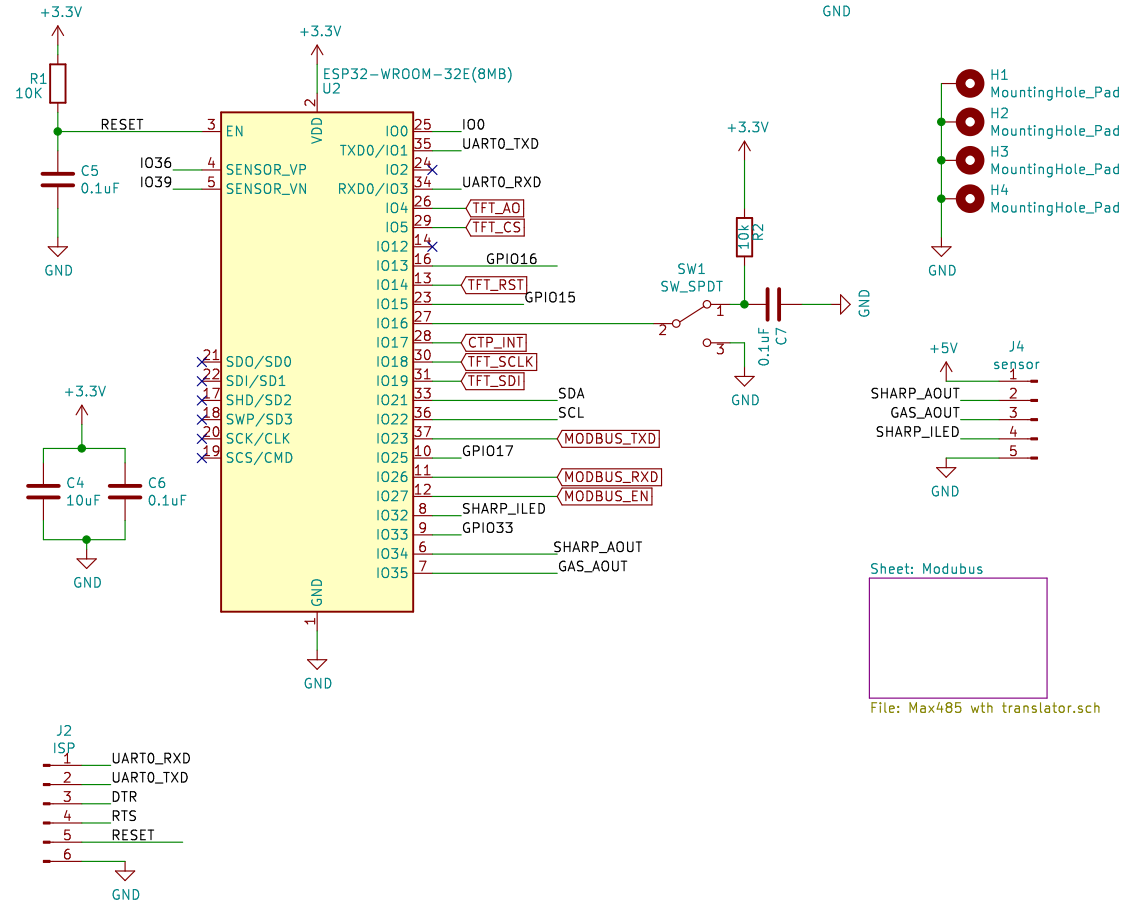 +3.3V
R1
10K
RESET
C5
0.1uF
GND
IO36
IO39
+3.3V
ESP32-WROOM-32E(8MB)
U2
2
VDD
3 EN
4 SENSOR_VP
5 SENSOR_VN
21 SDO/SD0
22 SDI/SD1
17 SHD/SD2
18 SWP/SD3
20 SCK/CLK
19 SCS/CMD
IO0 25 IO0
TXD0/IO1 35 UART0_TXD
IO2 24
RXD0/IO3 34 UART0_RXD
IO4 26 TFT_AO
IO5 29 TFT_CS
IO12 14
IO13 16 GPIO16
IO14 13 TFT_RST
IO15 23 GPIO15
IO16 27
IO17 28 CTP_INT
IO18 30 TFT_SCLK
IO19 31 TFT_SDI
IO21 33 SDA
IO22 36 SCL
IO23 37 MODBUS_TXD
IO25 10 GPIO17
IO26 11 MODBUS_RXD
IO27 12 MODBUS_EN
IO32 8 SHARP_ILED
IO33 9 GPIO33
IO34 6 SHARP_AOUT
IO35 7 GAS_AOUT
GND
1
GND
+3.3V
C4
10uF
C6
0.1uF
GND
J2
ISP
1 UART0_RXD
2 UART0_TXD
3 DTR
4 RTS
5 RESET
6
GND
+3.3V
10k
R2
SW1
SW_SPDT
1
2
3
0.1uF
C7
GND
GND
GND
H1
MountingHole_Pad
H2
MountingHole_Pad
H3
MountingHole_Pad
H4
MountingHole_Pad
GND
+5V
J4
sensor
1
SHARP_AOUT 2
GAS_AOUT 3
SHARP_ILED 4
5
GND
Sheet: Modubus
File: Max485 wth translator.sch